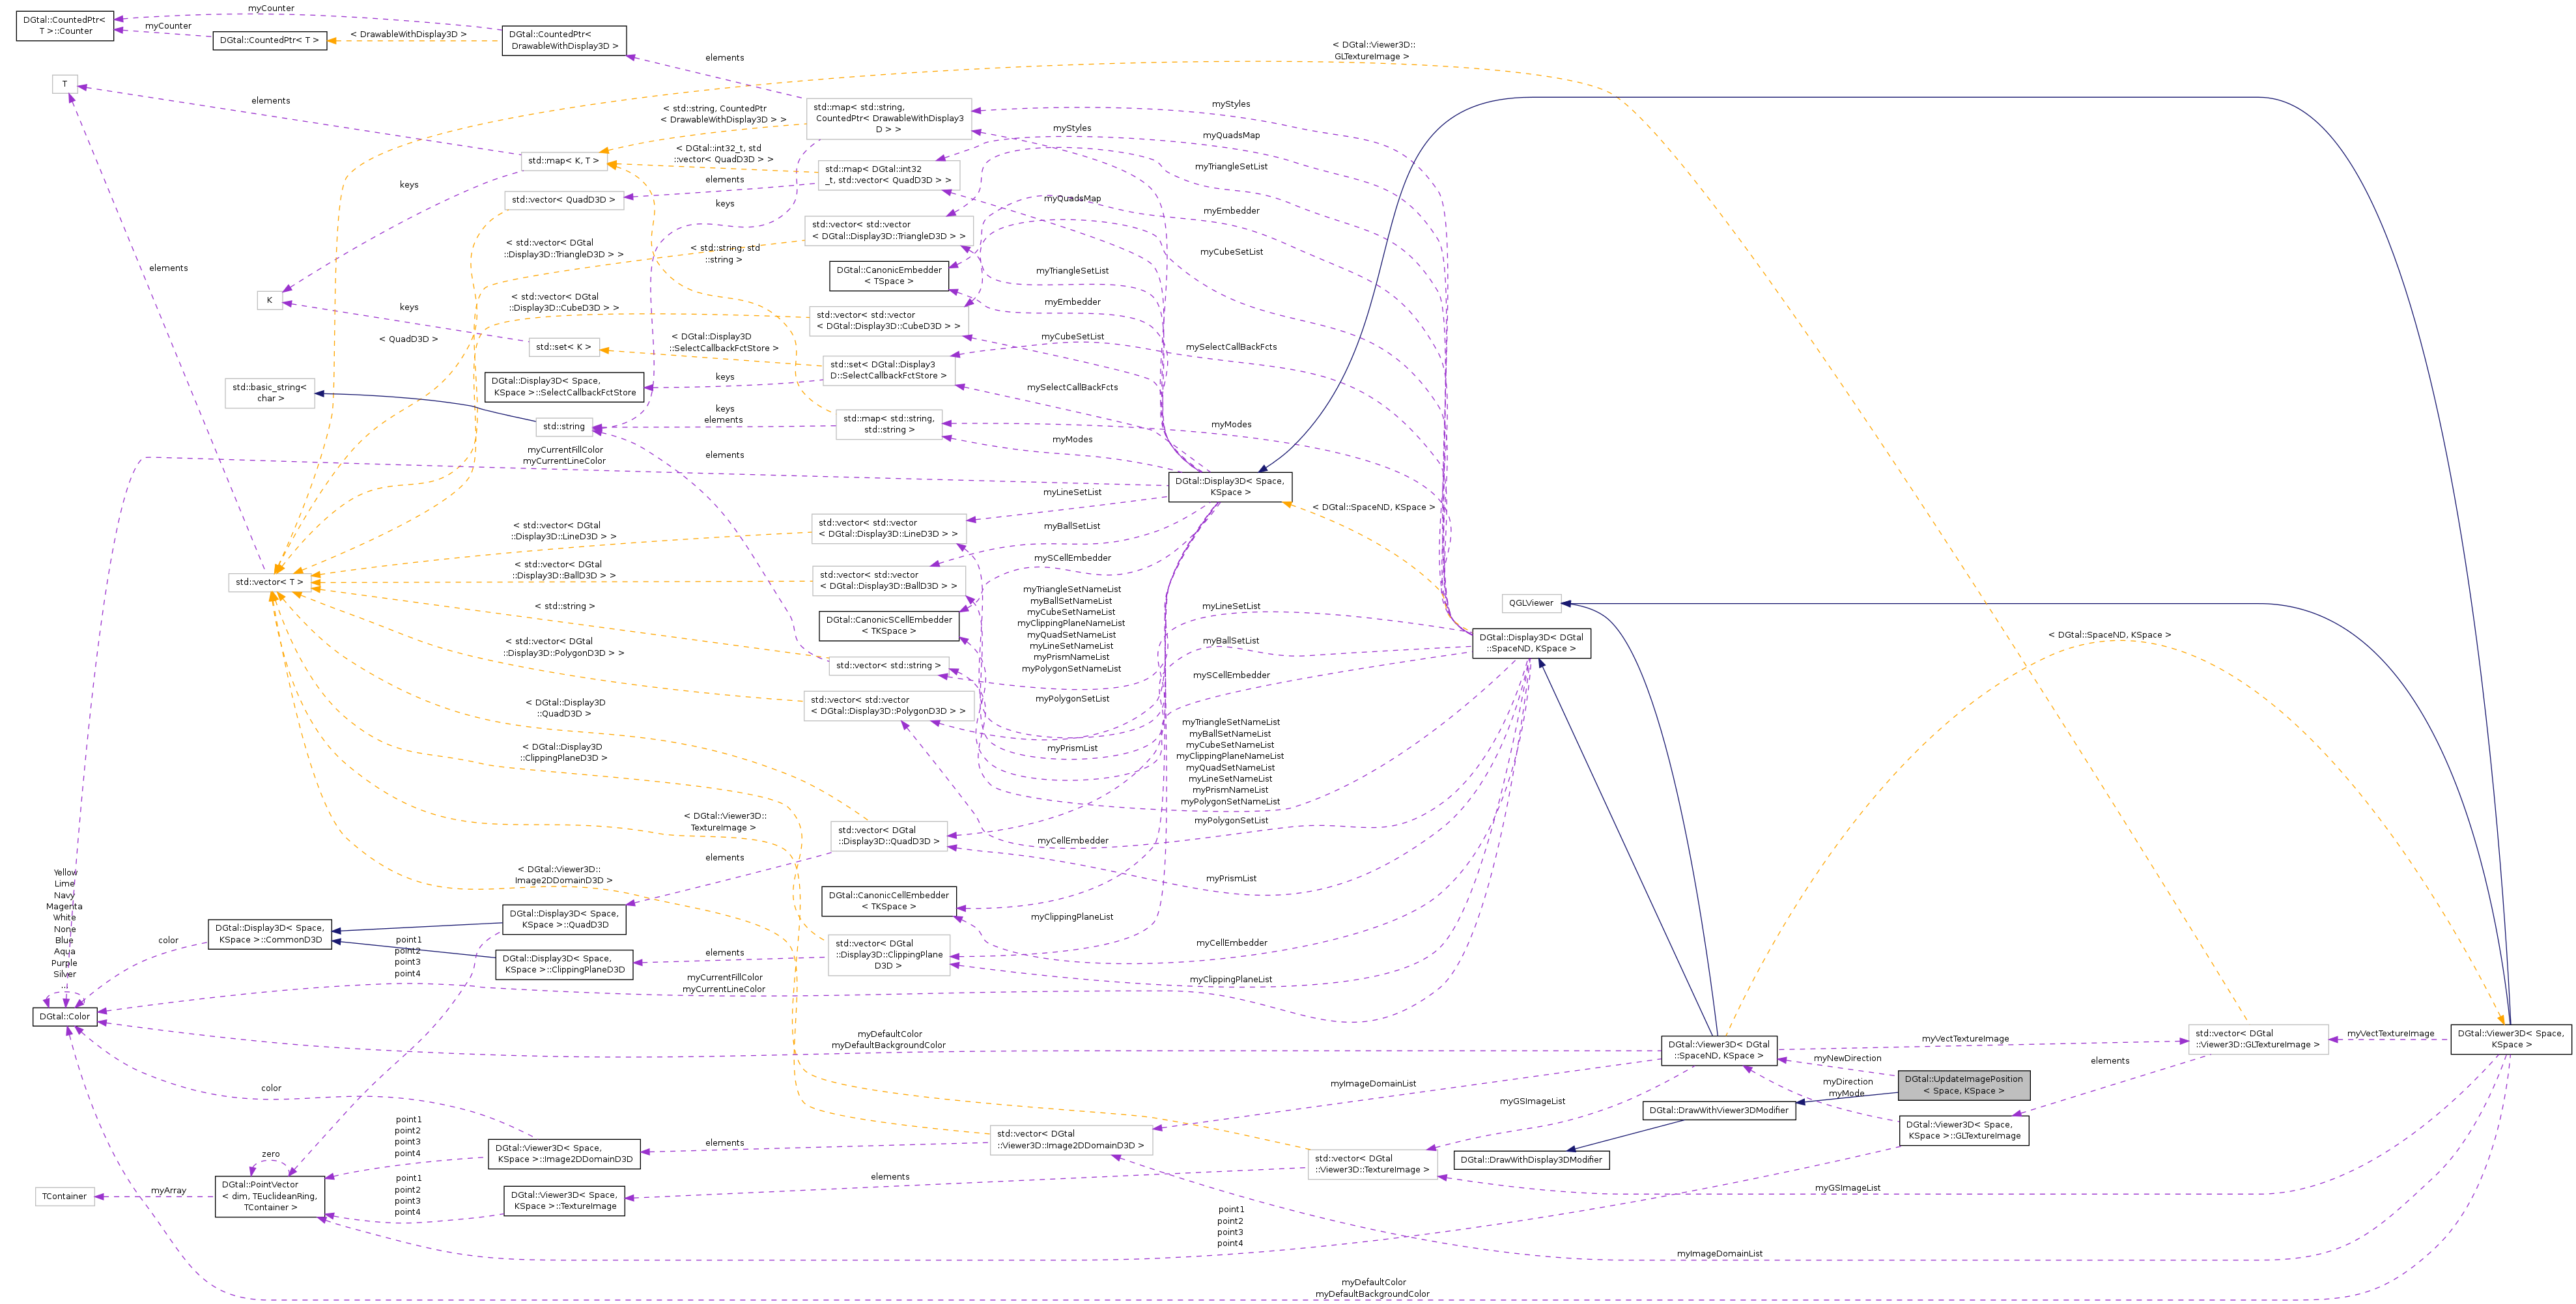 DGtal::CountedPtr<
T >::Counter
myCounter
myCounter
DGtal::CountedPtr< T >
< DrawableWithDisplay3D >
DGtal::CountedPtr<
DrawableWithDisplay3D >
elements
< DGtal::Viewer3D::
GLTextureImage >
T
elements
< std::string, CountedPtr
< DrawableWithDisplay3D > >
std::map< std::string,
CountedPtr< DrawableWithDisplay3
D > >
myStyles
myStyles
myQuadsMap
std::map< K, T >
< DGtal::int32_t, std
::vector< QuadD3D > >
std::map< DGtal::int32
_t, std::vector< QuadD3D > >
elements
myTriangleSetList
keys
std::vector< QuadD3D >
keys
myQuadsMap
myEmbedder
std::vector< std::vector
< DGtal::Display3D::TriangleD3D > >
< std::vector< DGtal
::Display3D::TriangleD3D > >
< std::string, std
::string >
myCubeSetList
elements
DGtal::CanonicEmbedder
< TSpace >
myTriangleSetList
K
keys
< std::vector< DGtal
::Display3D::CubeD3D > >
std::vector< std::vector
< DGtal::Display3D::CubeD3D > >
myEmbedder
< QuadD3D >
std::set< K >
< DGtal::Display3D
::SelectCallbackFctStore >
myCubeSetList
mySelectCallBackFcts
std::set< DGtal::Display3
D::SelectCallbackFctStore >
std::basic_string<
char >
DGtal::Display3D< Space,
KSpace >::SelectCallbackFctStore
keys
mySelectCallBackFcts
std::string
keys
elements
std::map< std::string,
std::string >
myModes
myModes
myCurrentFillColor
myCurrentLineColor
elements
DGtal::Display3D< Space,
KSpace >
myLineSetList
< DGtal::SpaceND, KSpace >
< std::vector< DGtal
::Display3D::LineD3D > >
std::vector< std::vector
< DGtal::Display3D::LineD3D > >
myBallSetList
mySCellEmbedder
std::vector< T >
< std::vector< DGtal
::Display3D::BallD3D > >
std::vector< std::vector
< DGtal::Display3D::BallD3D > >
< std::string >
DGtal::CanonicSCellEmbedder
< TKSpace >
myTriangleSetNameList
myBallSetNameList
myCubeSetNameList
myClippingPlaneNameList
myQuadSetNameList
myLineSetNameList
myPrismNameList
myPolygonSetNameList
myLineSetList
QGLViewer
myBallSetList
DGtal::Display3D< DGtal
::SpaceND, KSpace >
< DGtal::SpaceND, KSpace >
< std::vector< DGtal
::Display3D::PolygonD3D > >
std::vector< std::string >
mySCellEmbedder
std::vector< std::vector
< DGtal::Display3D::PolygonD3D > >
myPolygonSetList
< DGtal::Display3D
::QuadD3D >
myTriangleSetNameList
myBallSetNameList
myCubeSetNameList
myClippingPlaneNameList
myQuadSetNameList
myLineSetNameList
myPrismNameList
myPolygonSetNameList
< DGtal::Display3D
::ClippingPlaneD3D >
myPrismList
< DGtal::Viewer3D::
TextureImage >
std::vector< DGtal
::Display3D::QuadD3D >
myCellEmbedder
myPolygonSetList
elements
< DGtal::Viewer3D::
Image2DDomainD3D >
myPrismList
DGtal::CanonicCellEmbedder
< TKSpace >
Yellow
Lime
Navy
Magenta
White
None
Blue
Aqua
Purple
Silver
...
DGtal::Display3D< Space,
KSpace >::CommonD3D
DGtal::Display3D< Space,
KSpace >::QuadD3D
myClippingPlaneList
color
point1
point2
point3
point4
DGtal::Display3D< Space,
KSpace >::ClippingPlaneD3D
elements
std::vector< DGtal
::Display3D::ClippingPlane
D3D >
myCellEmbedder
myCurrentFillColor
myCurrentLineColor
myClippingPlaneList
DGtal::Color
myDefaultColor
myDefaultBackgroundColor
DGtal::Viewer3D< DGtal
::SpaceND, KSpace >
myVectTextureImage
std::vector< DGtal
::Viewer3D::GLTextureImage >
myVectTextureImage
DGtal::Viewer3D< Space,
KSpace >
myNewDirection
elements
color
myImageDomainList
myDirection
myMode
DGtal::UpdateImagePosition
< Space, KSpace >
myGSImageList
DGtal::DrawWithViewer3DModifier
point1
point2
point3
point4
DGtal::Viewer3D< Space,
KSpace >::Image2DDomainD3D
elements
std::vector< DGtal
::Viewer3D::Image2DDomainD3D >
DGtal::Viewer3D< Space,
KSpace >::GLTextureImage
zero
std::vector< DGtal
::Viewer3D::TextureImage >
DGtal::DrawWithDisplay3DModifier
TContainer
myArray
DGtal::PointVector
< dim, TEuclideanRing,
TContainer >
point1
point2
point3
point4
DGtal::Viewer3D< Space,
KSpace >::TextureImage
elements
myGSImageList
point1
point2
point3
point4
myImageDomainList
myDefaultColor
myDefaultBackgroundColor